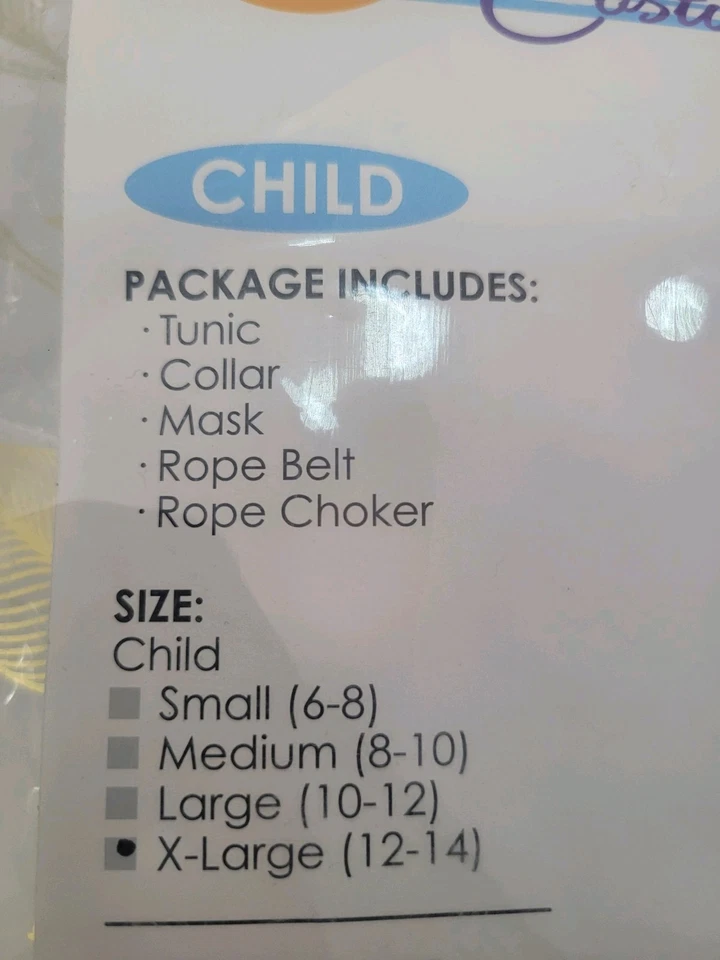 CHILD
PACKAGE INCLUDES:
· Tunic
· Collar
· Mask
· Rope Belt
· Rope Choker
SIZE:
Child
Small (6-8)
Medium (8-10)
Large (10-12)
X-Large (12-14)